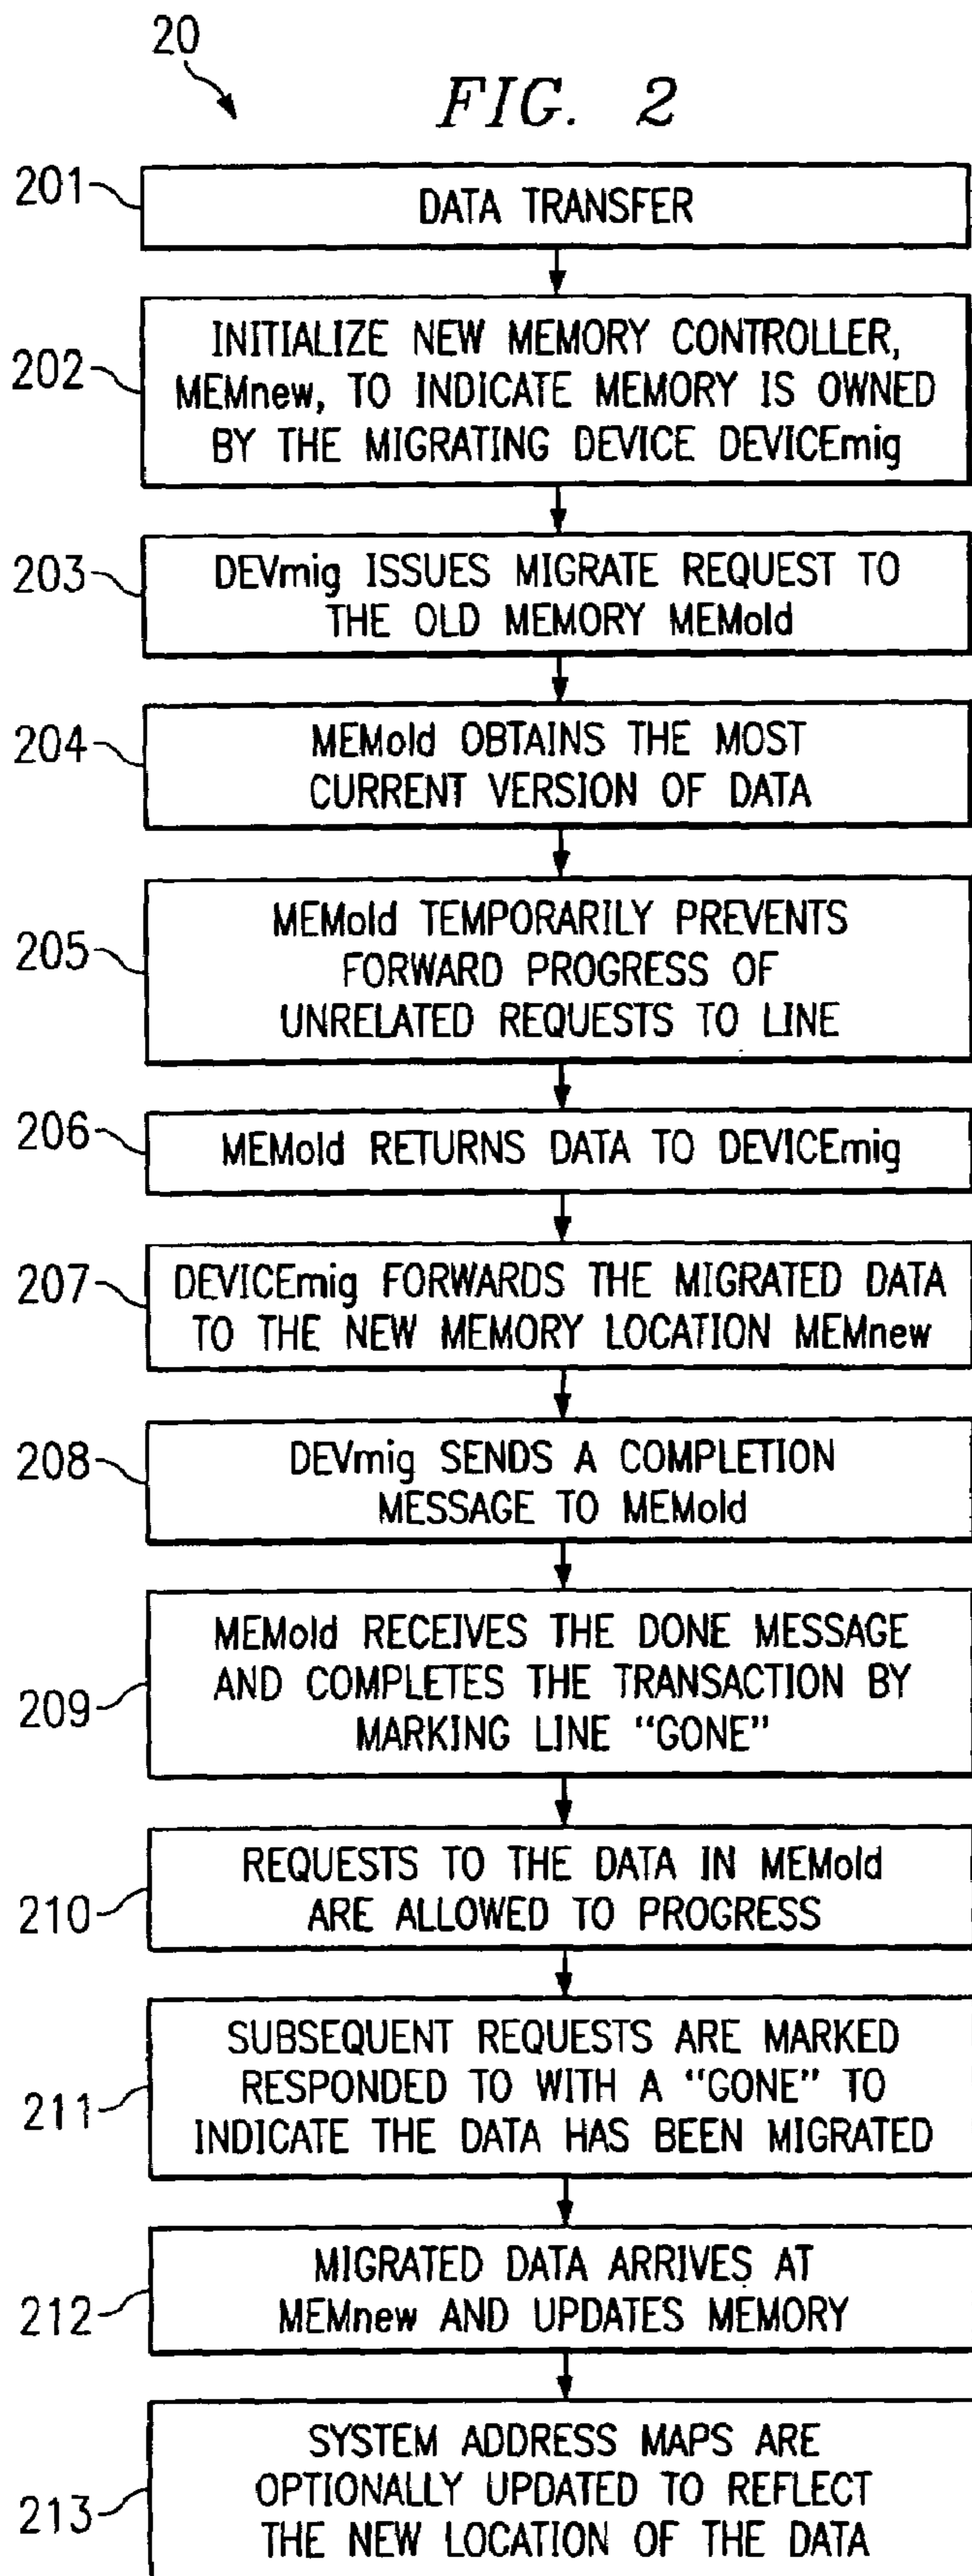 20
FIG. 2
201
DATA TRANSFER
202
INITIALIZE NEW MEMORY CONTROLLER,
MEMnew, TO INDICATE MEMORY IS OWNED
BY THE MIGRATING DEVICE DEVICEmig
203
DEVmig ISSUES MIGRATE REQUEST TO
THE OLD MEMORY MEMold
204
MEMold OBTAINS THE MOST
CURRENT VERSION OF DATA
205
MEMold TEMPORARILY PREVENTS
FORWARD PROGRESS OF
UNRELATED REQUESTS TO LINE
206
MEMold RETURNS DATA TO DEVICEmig
207
DEVICEmig FORWARDS THE MIGRATED DATA
TO THE NEW MEMORY LOCATION MEMnew
208
DEVmig SENDS A COMPLETION
MESSAGE TO MEMold
209
MEMold RECEIVES THE DONE MESSAGE
AND COMPLETES THE TRANSACTION BY
MARKING LINE “GONE”
210
REQUESTS TO THE DATA IN MEMold
ARE ALLOWED TO PROGRESS
211
SUBSEQUENT REQUESTS ARE MARKED
RESPONDED TO WITH A “GONE” TO
INDICATE THE DATA HAS BEEN MIGRATED
212
MIGRATED DATA ARRIVES AT
MEMnew AND UPDATES MEMORY
213
SYSTEM ADDRESS MAPS ARE
OPTIONALLY UPDATED TO REFLECT
THE NEW LOCATION OF THE DATA